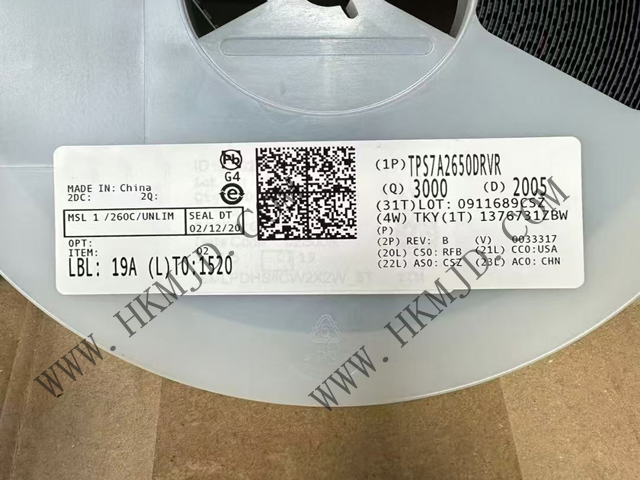 Pb
G4
MADE IN: China
2DC: 2Q:
MSL 1 /260C/UNLIM SEAL DT
02/12/20
OPT:
ITEM: 02
LBL: 19A (L)TO:1520
(1P) TPS7A2650DRVR
(Q) 3000 (D) 2005
(31T)LOT: 0911689CSZ
(4W) TKY(1T) 1376731ZBW
(P)
(2P) REV: B (V) 0033317
(20L) CSO: RFB (21L) CCO:USA
(22L) ASO: CSZ (23L) ACO: CHN
WWW.HKMJD.COM
WWW.HKMJD.COM